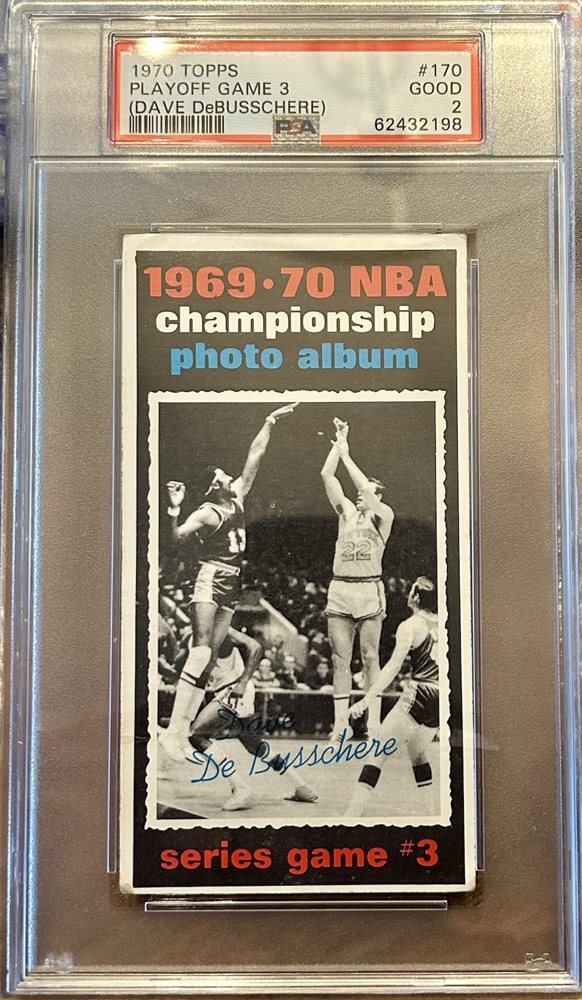 1970 TOPPS #170
PLAYOFF GAME 3 GOOD
(DAVE DeBUSSCHERE) 2
PSA 62432198
1969·70 NBA
championship
photo album
22
Dave
De Busschere
series game #3